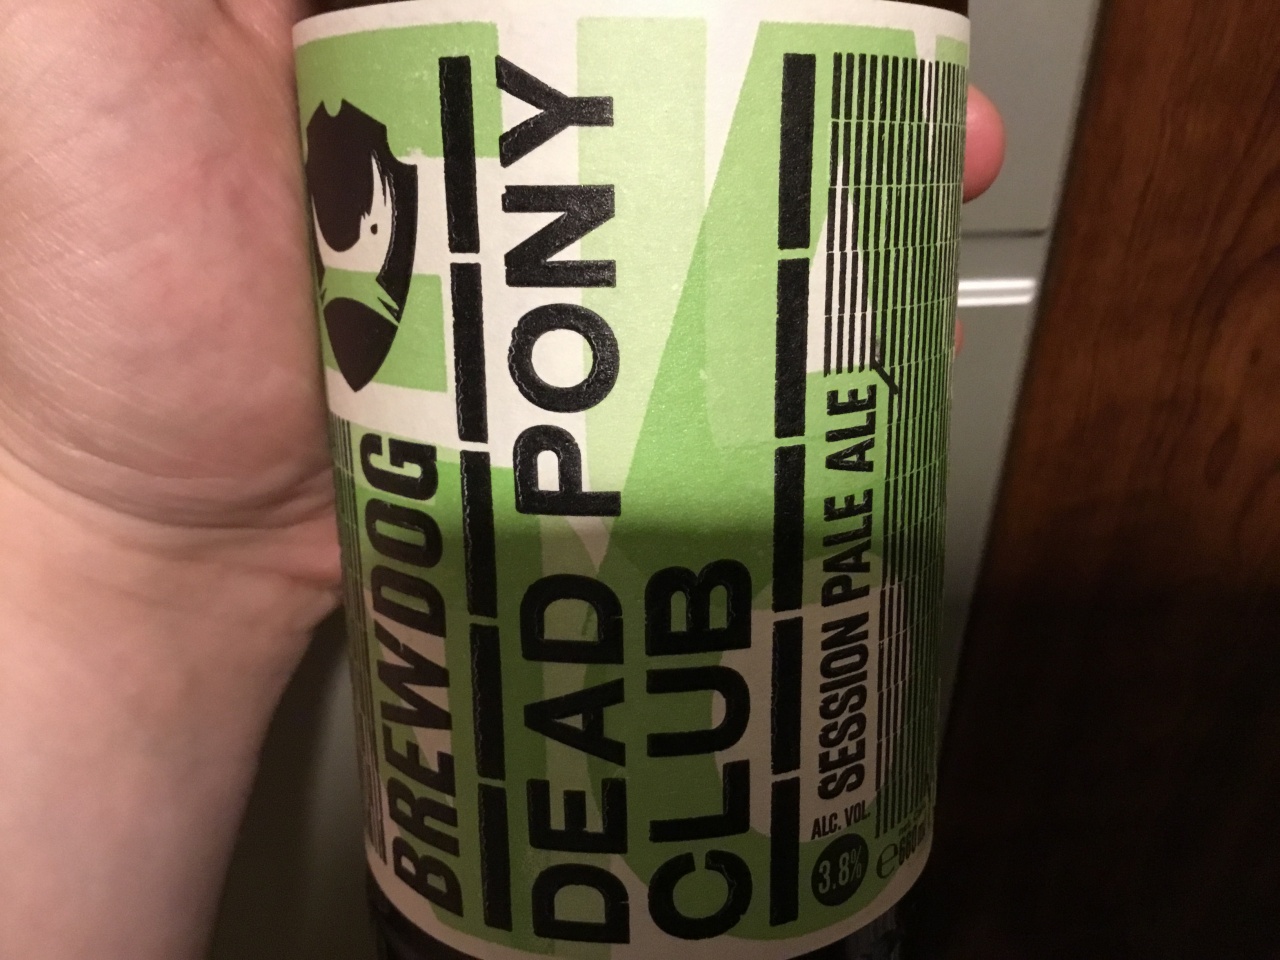 BREWDOG
DEAD PONY
CLUB
SESSION PALE ALE
ALC. VOL.
3.8%